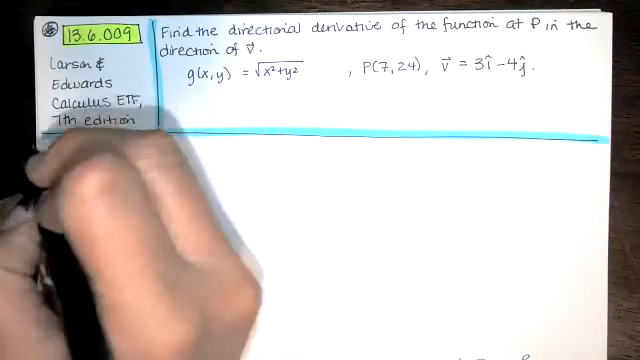 13.6.009
Larson &
Edwards
Calculus ETF,
7th edition
Find the directional derivative of the function at P in the
direction of v⃗.
g(x,y) = √x²+y² , P(7,24), v⃗ = 3î - 4ĵ.